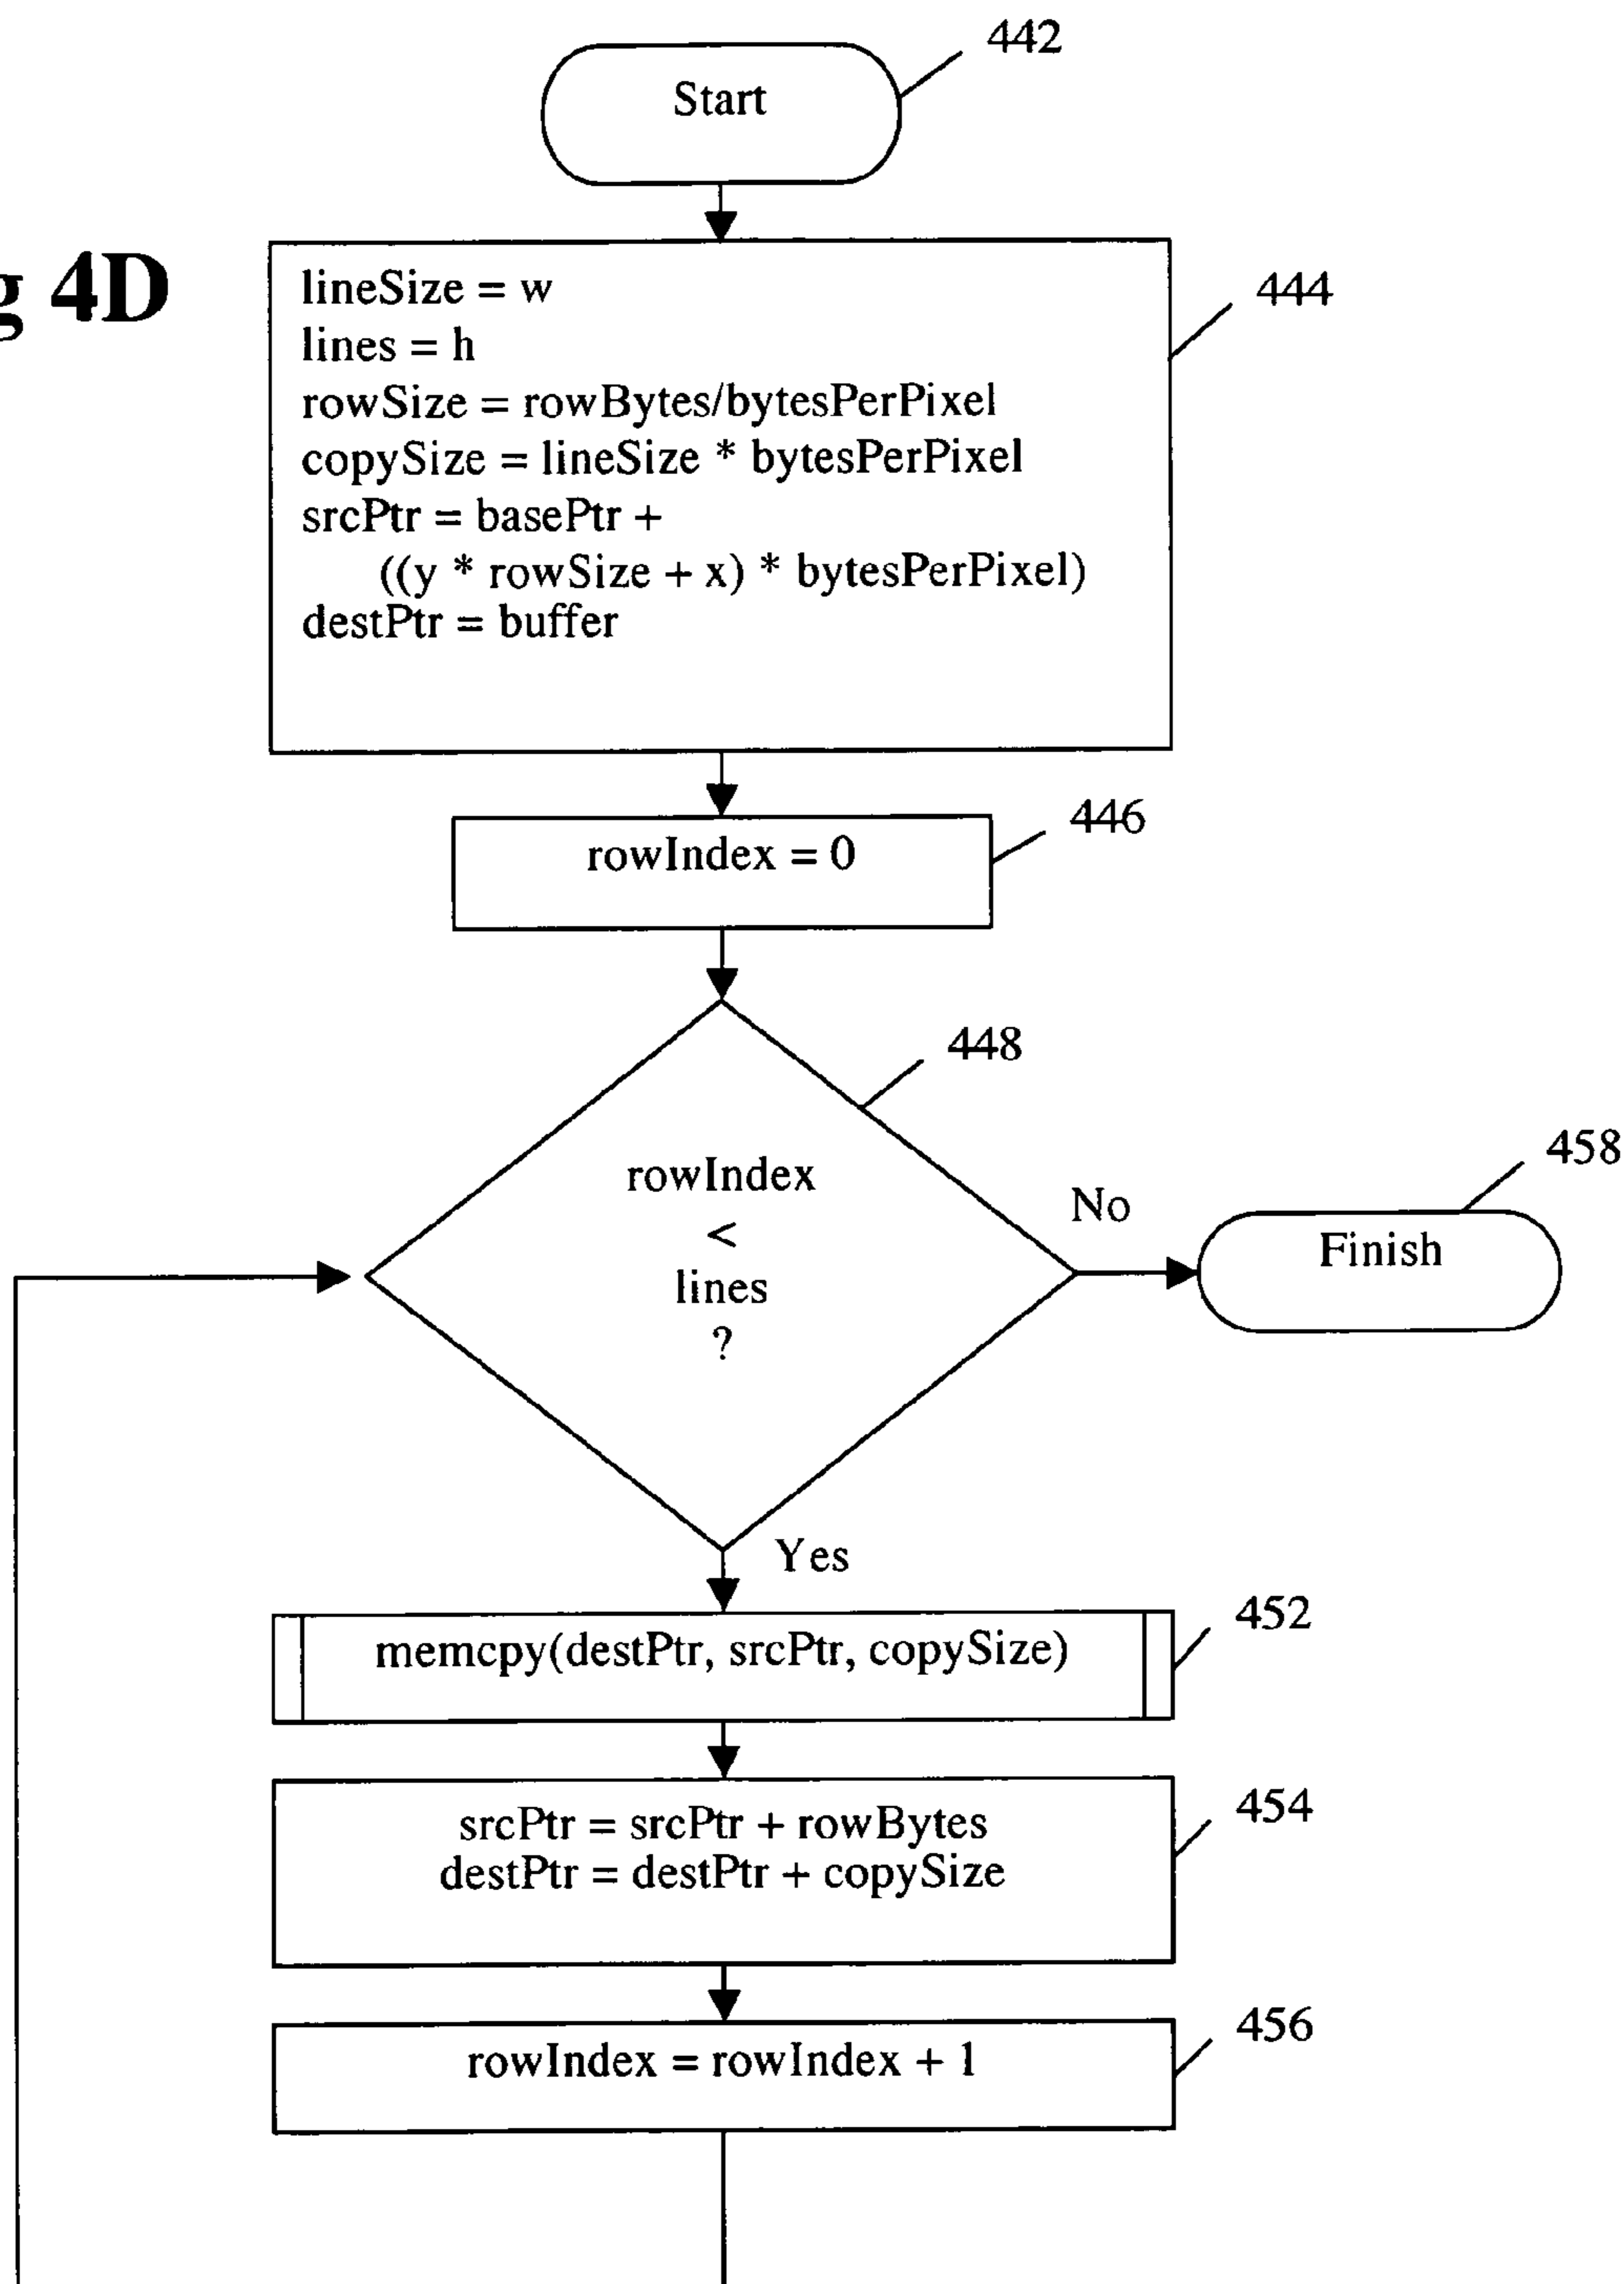 442
Start
g 4D
444
lineSize = w
lines = h
rowSize = rowBytes/bytesPerPixel
copySize = lineSize * bytesPerPixel
srcPtr = basePtr +
((y * rowSize + x) * bytesPerPixel)
destPtr = buffer
446
rowIndex = 0
448
rowIndex
<
lines
?
No
458
Finish
Yes
452
memcpy(destPtr, srcPtr, copySize)
454
srcPtr = srcPtr + rowBytes
destPtr = destPtr + copySize
456
rowIndex = rowIndex + 1